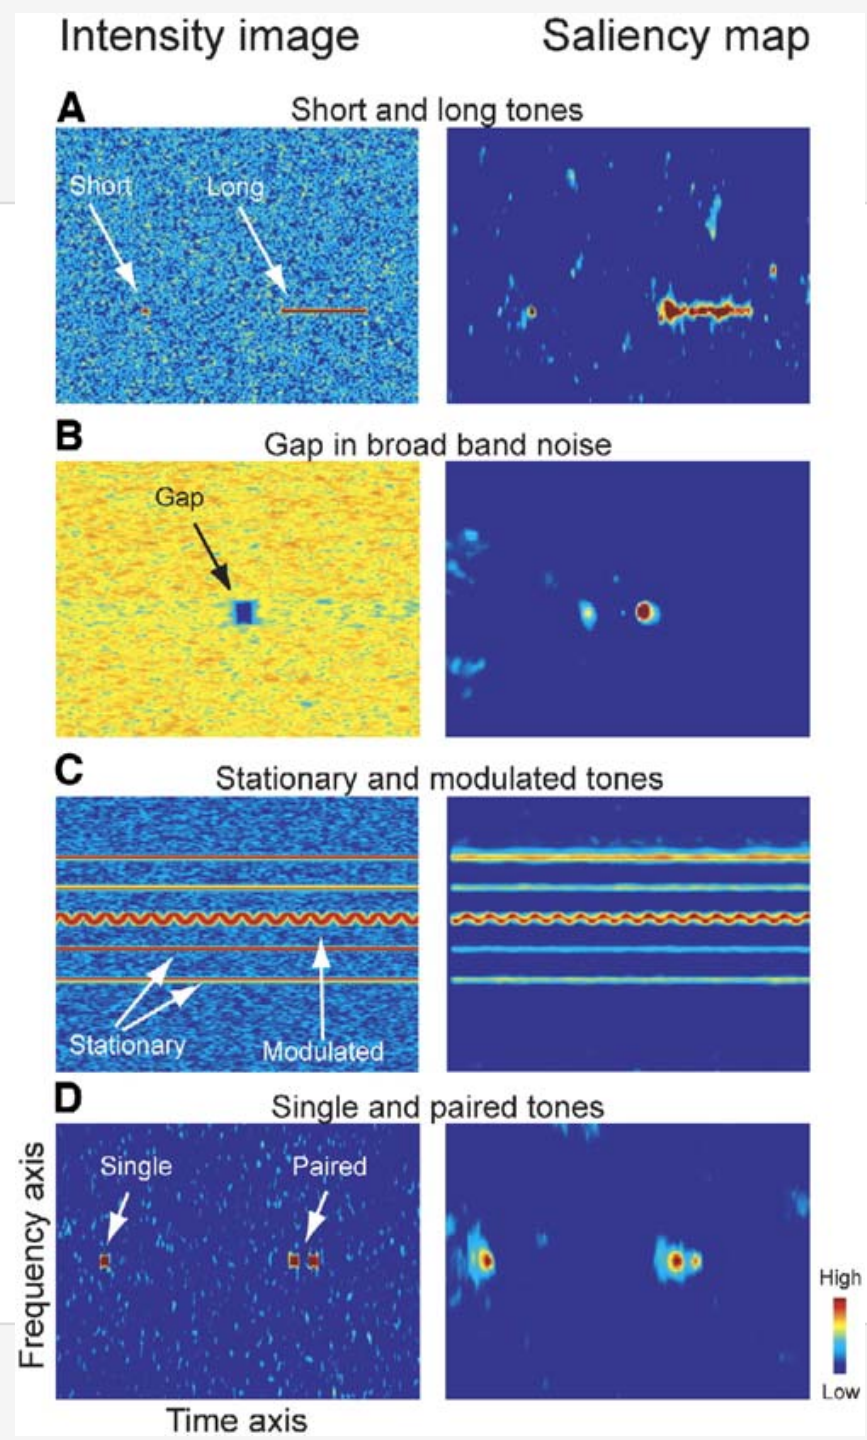 Intensity image Saliency map
A Short and long tones
Short Long
B Gap in broad band noise
Gap
C Stationary and modulated tones
Stationary Modulated
D Single and paired tones
Single Paired
Frequency axis
High
Low
Time axis